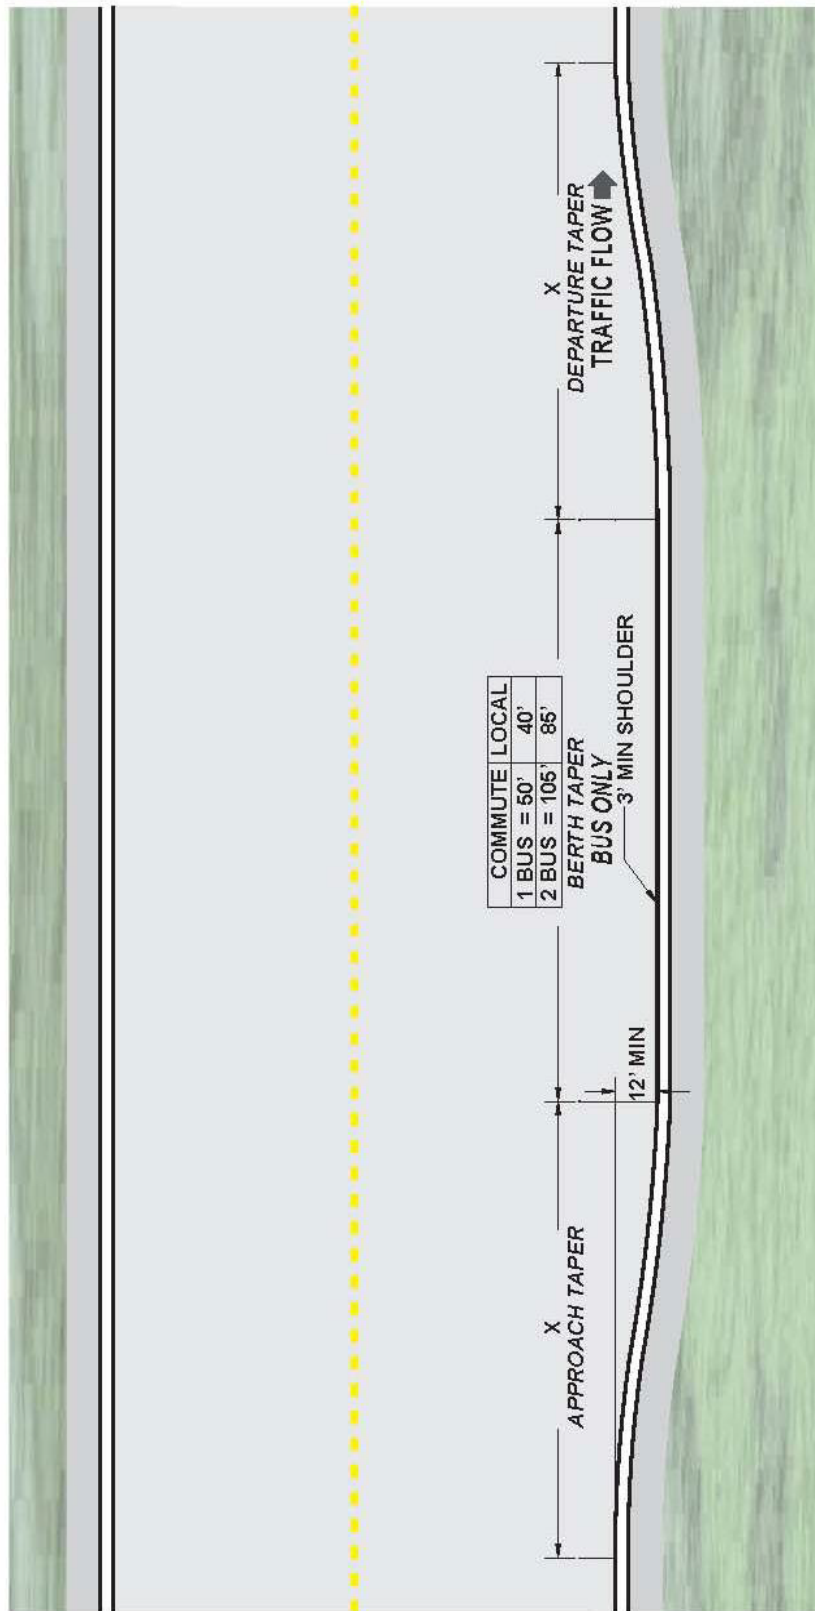 X
APPROACH TAPER
12' MIN
COMMUTE LOCAL
1 BUS = 50' 40'
2 BUS = 105' 85'
BERTH TAPER
BUS ONLY
3' MIN SHOULDER
X
DEPARTURE TAPER
TRAFFIC FLOW